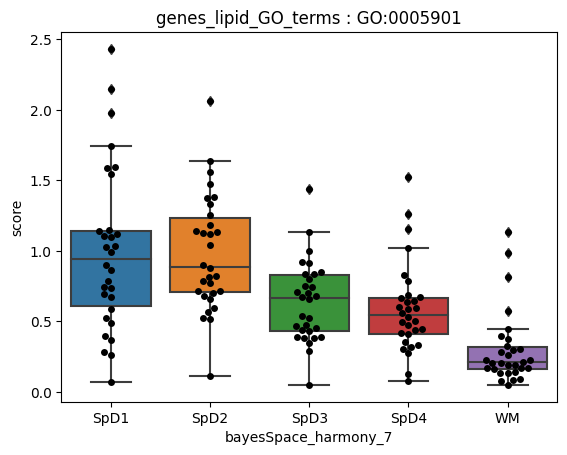 genes_lipid_GO_terms : GO:0005901
2.5
2.0
1.5
1.0
0.5
0.0
score
SpD1 SpD2 SpD3 SpD4 WM
bayesSpace_harmony_7